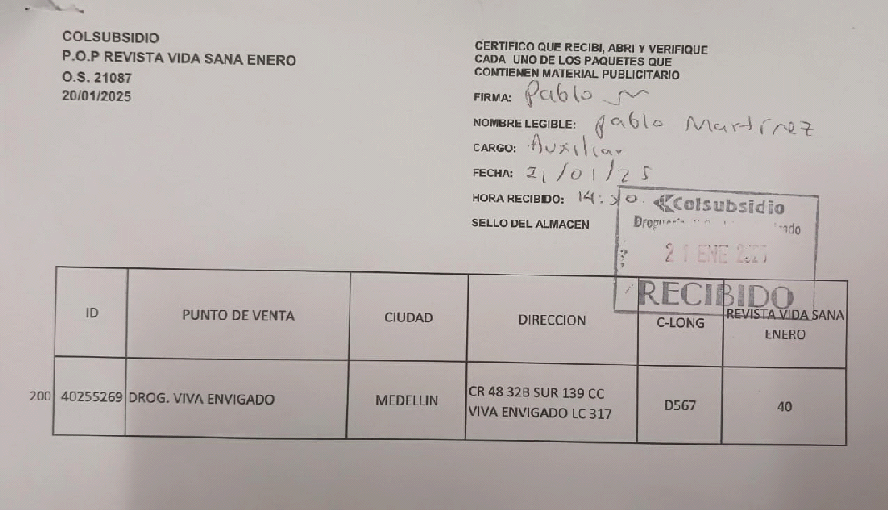 COLSUBSIDIO
P.O.P REVISTA VIDA SANA ENERO
O.S. 21087
20/01/2025
CERTIFICO QUE RECIBI, ABRI Y VERIFIQUE
CADA UNO DE LOS PAQUETES QUE
CONTIENEN MATERIAL PUBLICITARIO
FIRMA: Pablo M
NOMBRE LEGIBLE: Pablo Martinez
CARGO: Auxiliar
FECHA: 21/01/25
HORA RECIBIDO:
SELLO DEL ALMACEN
Colsubsidio
21 ENE
RECIBIDO
ID PUNTO DE VENTA CIUDAD DIRECCION C-LONG REVISTA VIDA SANA
ENERO
200 40255269 DROG. VIVA ENVIGADO MEDELLIN CR 48 32B SUR 139 CC
VIVA ENVIGADO LC 317 D567 40